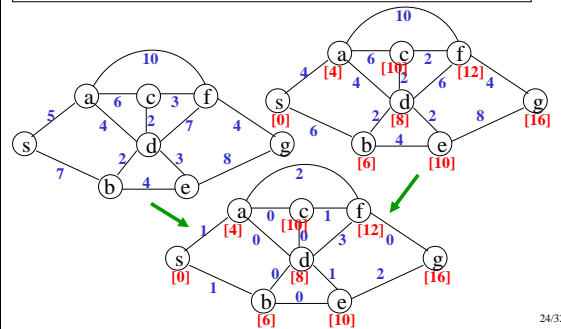 10
a 6 c 3 f
5 4 2 7 4
s d g
7 2 3 8
b 4 e
10
a 6 c 2 f
[4] [10] [12]
4 4 2 6 4
s d g
[0] [8] [16]
6 2 2 8
b 4 e
[6] [10]
2
a 0 c 1 f
[4] [10] [12]
1 0 0 3 0
s d g
[0] [8] [16]
1 0 1 2
b 0 e
[6] [10]